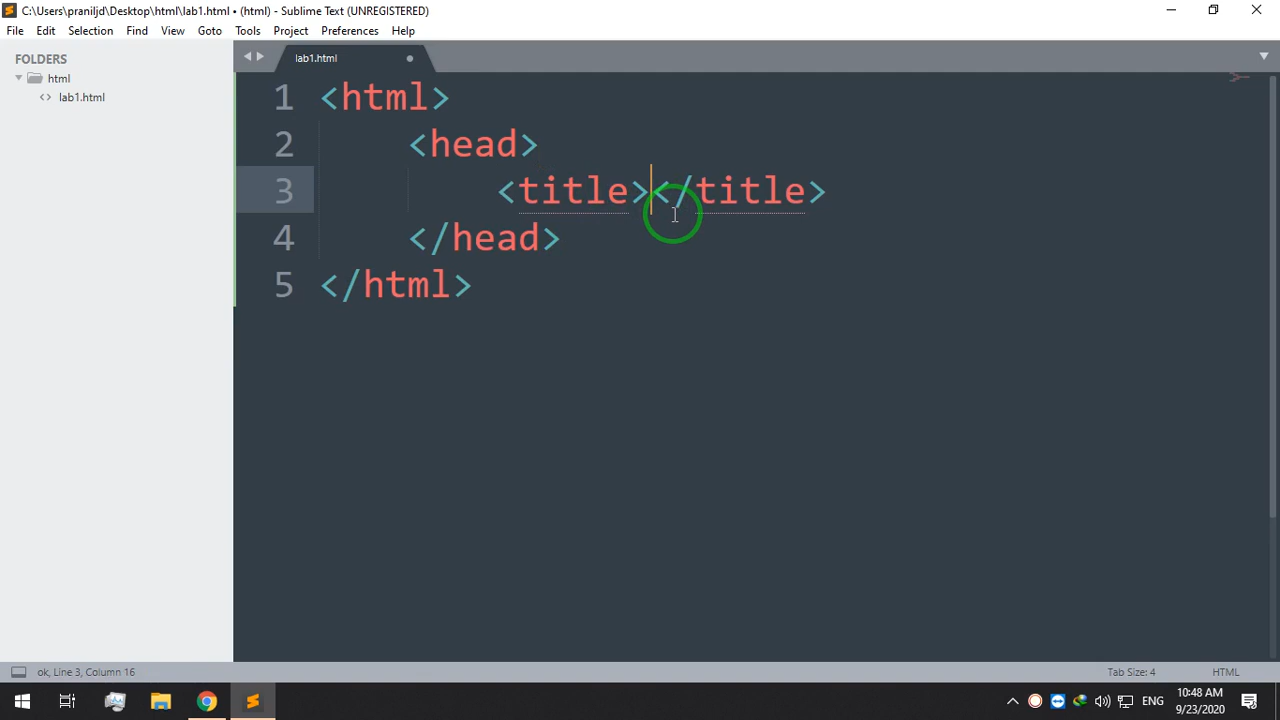 C:\Users\praniljd\Desktop\html\lab1.html • (html) - Sublime Text (UNREGISTERED)
File Edit Selection Find View Goto Tools Project Preferences Help
FOLDERS
html
<> lab1.html
lab1.html
1 <html>
2 <head>
3 <title></title>
4 </head>
5 </html>
ok, Line 3, Column 16
Tab Size: 4 HTML
ENG
10:48 AM
9/23/2020